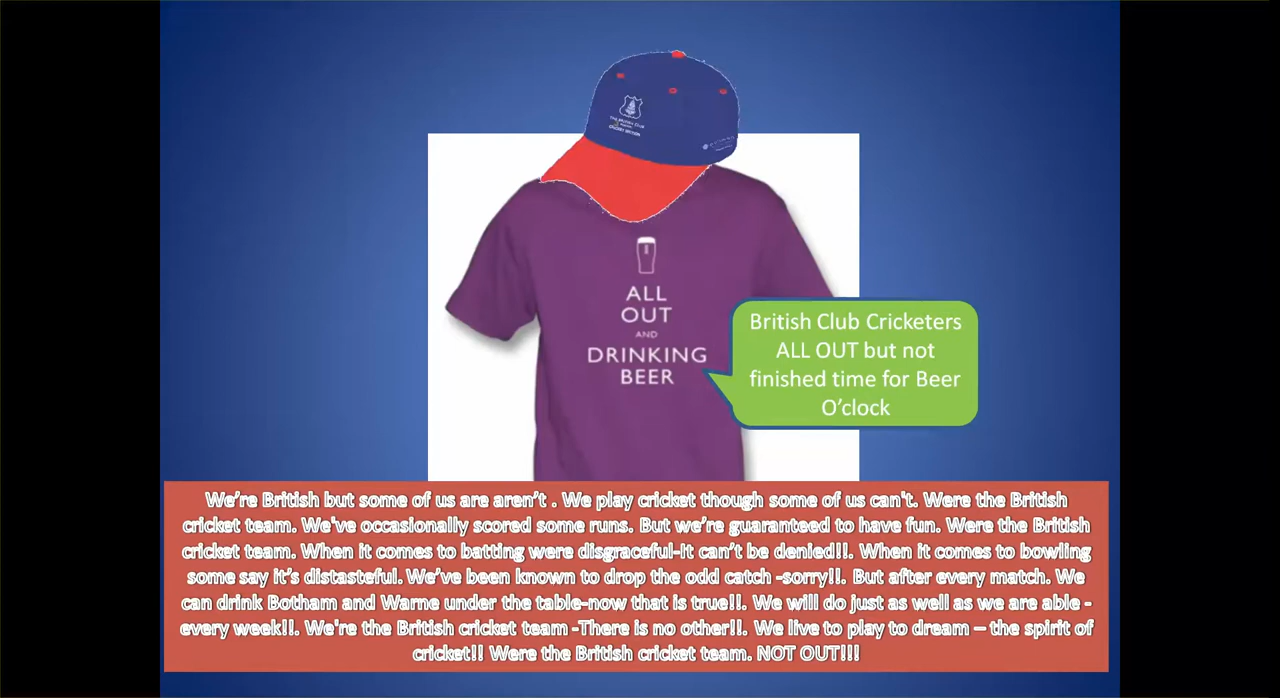 THE BRITISH CLUB
ALL
OUT
AND
DRINKING
BEER
British Club Cricketers
ALL OUT but not
finished time for Beer
O'clock
We're British but some of us are aren't . We play cricket though some of us can't. Were the British
cricket team. We've occasionally scored some runs. But we're guaranteed to have fun. Were the British
cricket team. When it comes to batting were disgraceful-it can't be denied!!. When it comes to bowling
some say it's distasteful. We've been known to drop the odd catch -sorry!!. But after every match. We
can drink Botham and Warne under the table-now that is true!!. We will do just as well as we are able -
every week!!. We're the British cricket team -There is no other!!. We live to play to dream – the spirit of
cricket!! Were the British cricket team. NOT OUT!!!